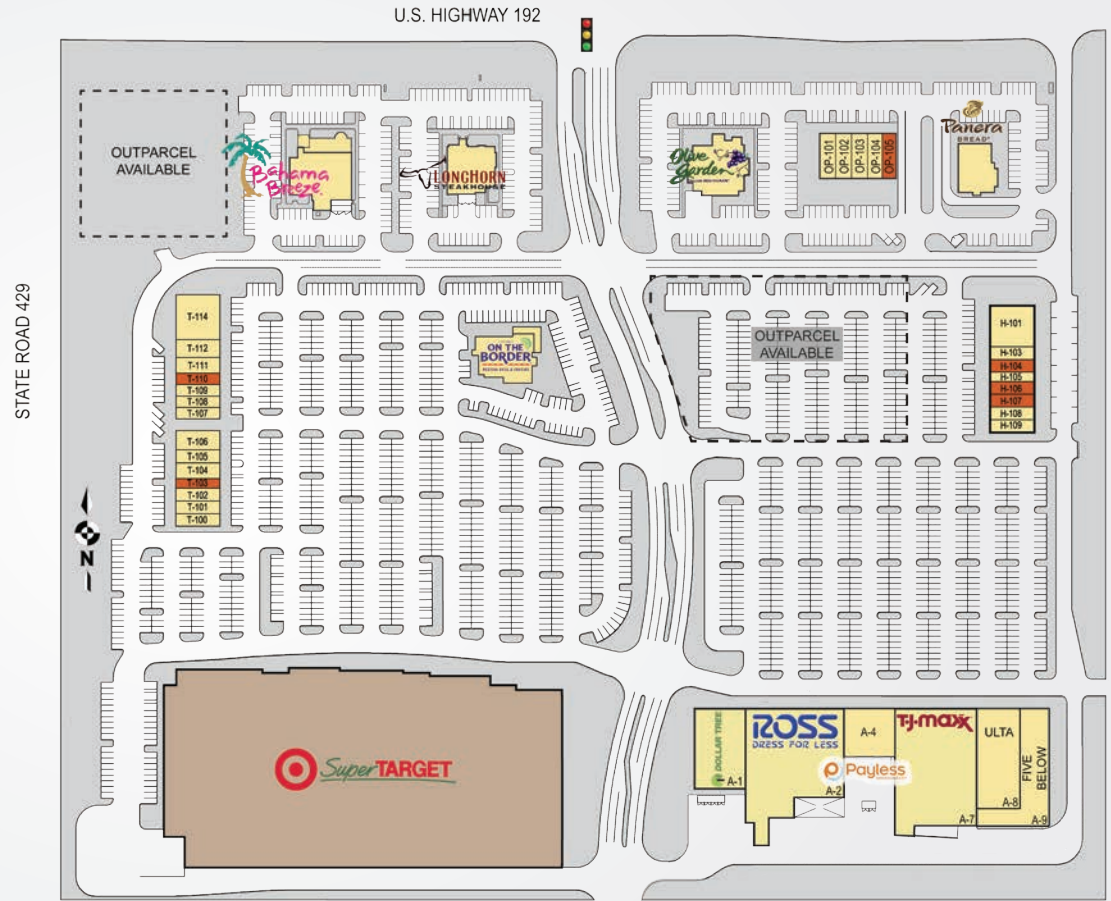 U.S. HIGHWAY 192
STATE ROAD 429
OUTPARCEL
AVAILABLE
Bahama
Breeze
LONGHORN
STEAKHOUSE
Olive
Garden
OP-101
OP-102
OP-103
OP-104
OP-105
Panera
BREAD
T-114
T-112
T-111
T-110
T-109
T-108
T-107
T-106
T-105
T-104
T-103
T-102
T-101
T-100
ON THE
BORDER
OUTPARCEL
AVAILABLE
H-101
H-103
H-104
H-105
H-106
H-107
H-108
H-109
N
SuperTARGET
DOLLAR TREE
A-1
ROSS
DRESS FOR LESS
A-2
A-4
Payless
T·J·maxx
A-7
ULTA
A-8
FIVE
BELOW
A-9